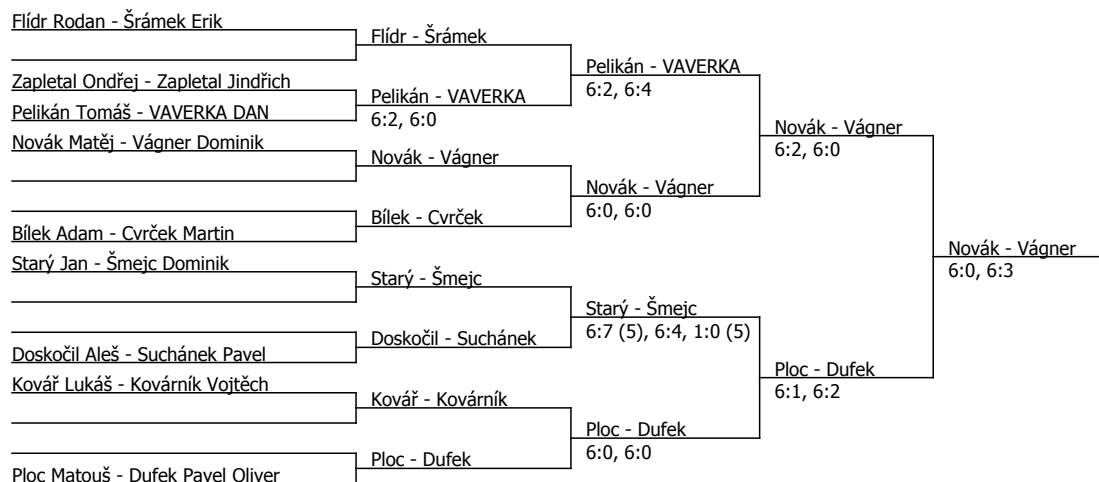 Flídr Rodan - Šrámek Erik
Zapletal Ondřej - Zapletal Jindřich
Pelikán Tomáš - VAVERKA DAN
Novák Matěj - Vágner Dominik
Bílek Adam - Cvrček Martin
Starý Jan - Šmejc Dominik
Doskočil Aleš - Suchánek Pavel
Kovář Lukáš - Kovárník Vojtěch
Ploc Matouš - Dufek Pavel Oliver
Flídr - Šrámek
Pelikán - VAVERKA
6:2, 6:0
Novák - Vágner
Bílek - Cvrček
Starý - Šmejc
Doskočil - Suchánek
Kovář - Kovárník
Ploc - Dufek
Pelikán - VAVERKA
6:2, 6:4
Novák - Vágner
6:0, 6:0
Starý - Šmejc
6:7 (5), 6:4, 1:0 (5)
Ploc - Dufek
6:0, 6:0
Novák - Vágner
6:2, 6:0
Ploc - Dufek
6:1, 6:2
Novák - Vágner
6:0, 6:3